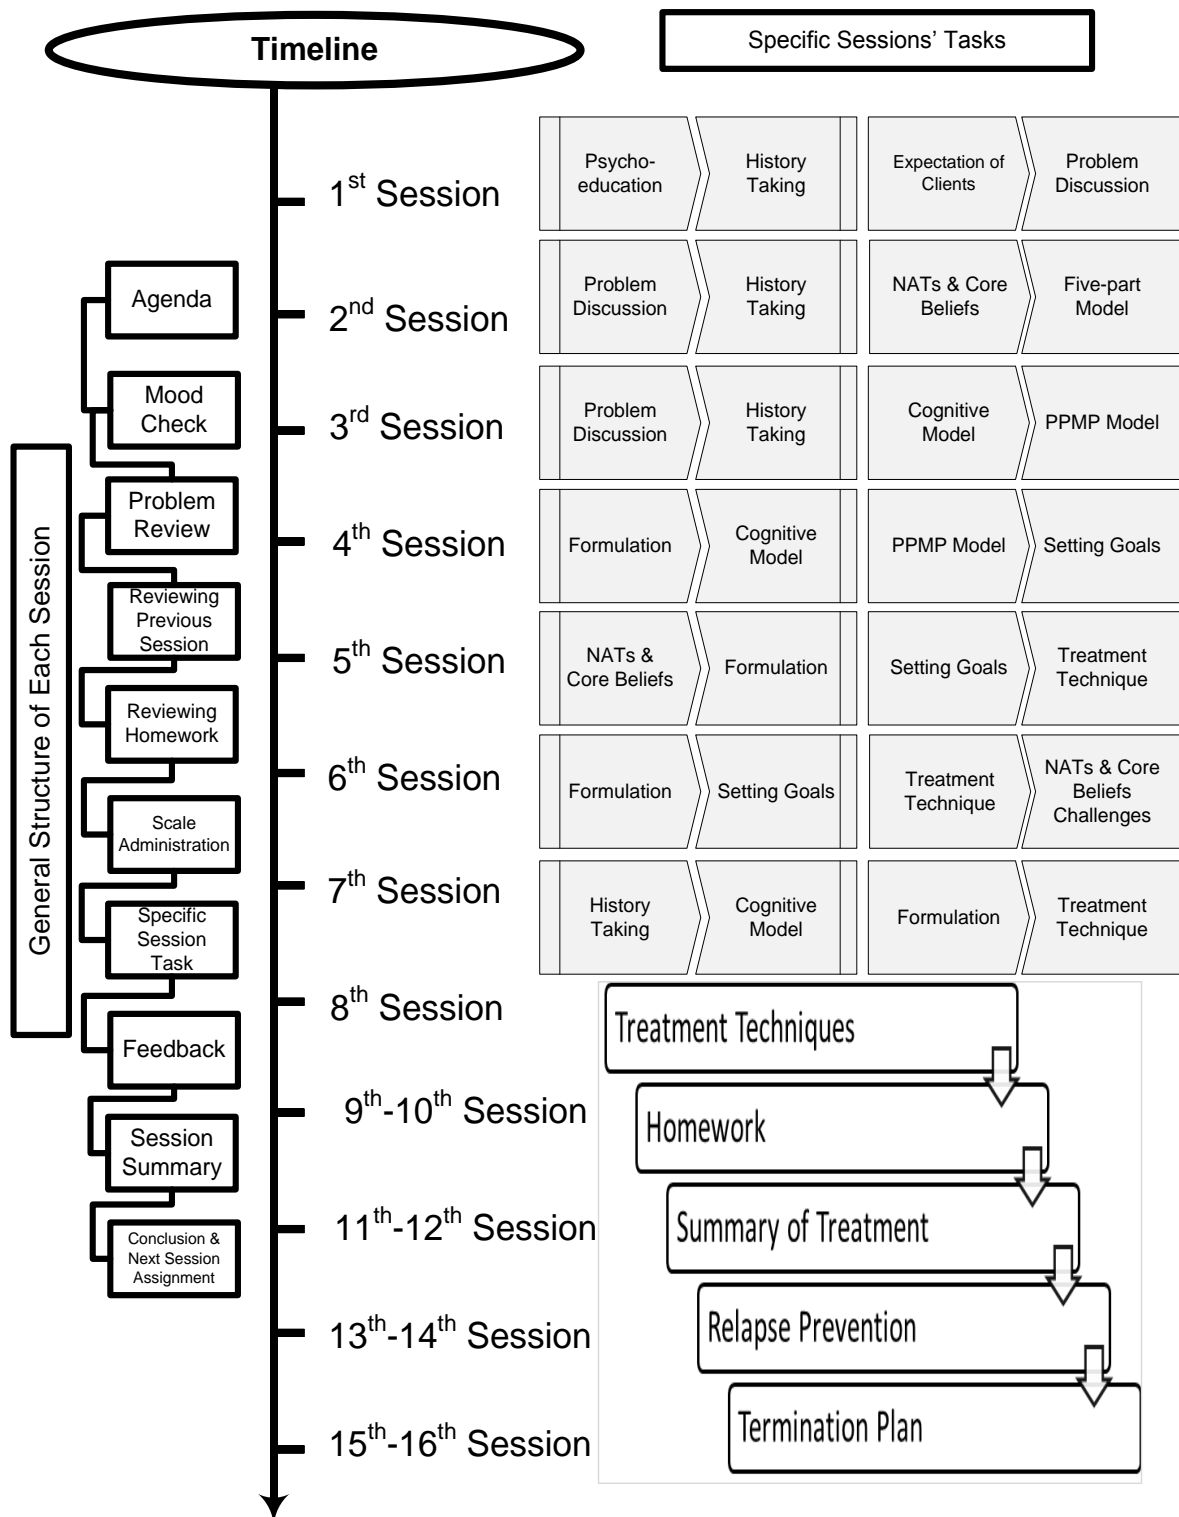 Timeline
Specific Sessions' Tasks
1st Session
Psycho-
education
History
Taking
Expectation of
Clients
Problem
Discussion
2nd Session
Problem
Discussion
History
Taking
NATs & Core
Beliefs
Five-part
Model
3rd Session
Problem
Discussion
History
Taking
Cognitive
Model
PPMP Model
4th Session
Formulation
Cognitive
Model
PPMP Model
Setting Goals
5th Session
NATs &
Core Beliefs
Formulation
Setting Goals
Treatment
Technique
6th Session
Formulation
Setting Goals
Treatment
Technique
NATs & Core
Beliefs
Challenges
7th Session
History
Taking
Cognitive
Model
Formulation
Treatment
Technique
8th Session
9th-10th Session
11th-12th Session
13th-14th Session
15th-16th Session
Treatment Techniques
Homework
Summary of Treatment
Relapse Prevention
Termination Plan
General Structure of Each Session
Agenda
Mood
Check
Problem
Review
Reviewing
Previous
Session
Reviewing
Homework
Scale
Administration
Specific
Session
Task
Feedback
Session
Summary
Conclusion &
Next Session
Assignment